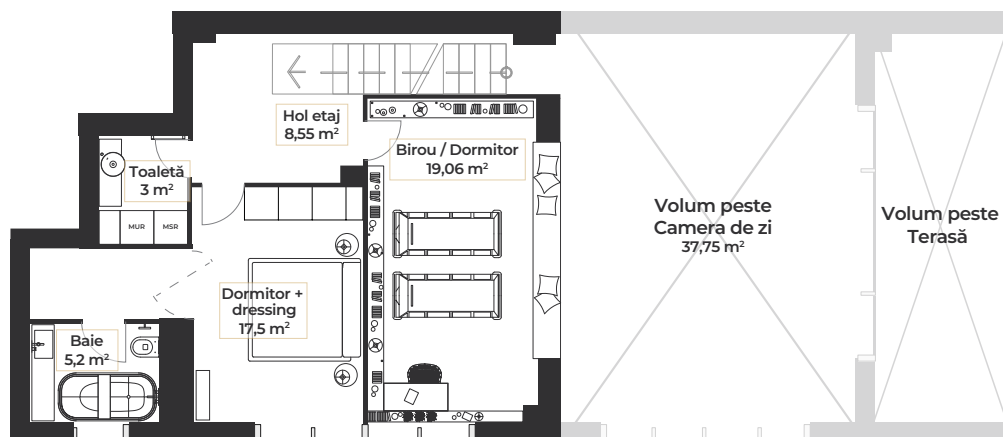 Hol etaj
8,55 m²
Birou / Dormitor
19,06 m²
Toaletă
3 m²
MUR
MSR
Volum peste
Camera de zi
37,75 m²
Volum peste
Terasă
Dormitor +
dressing
17,5 m²
Baie
5,2 m²